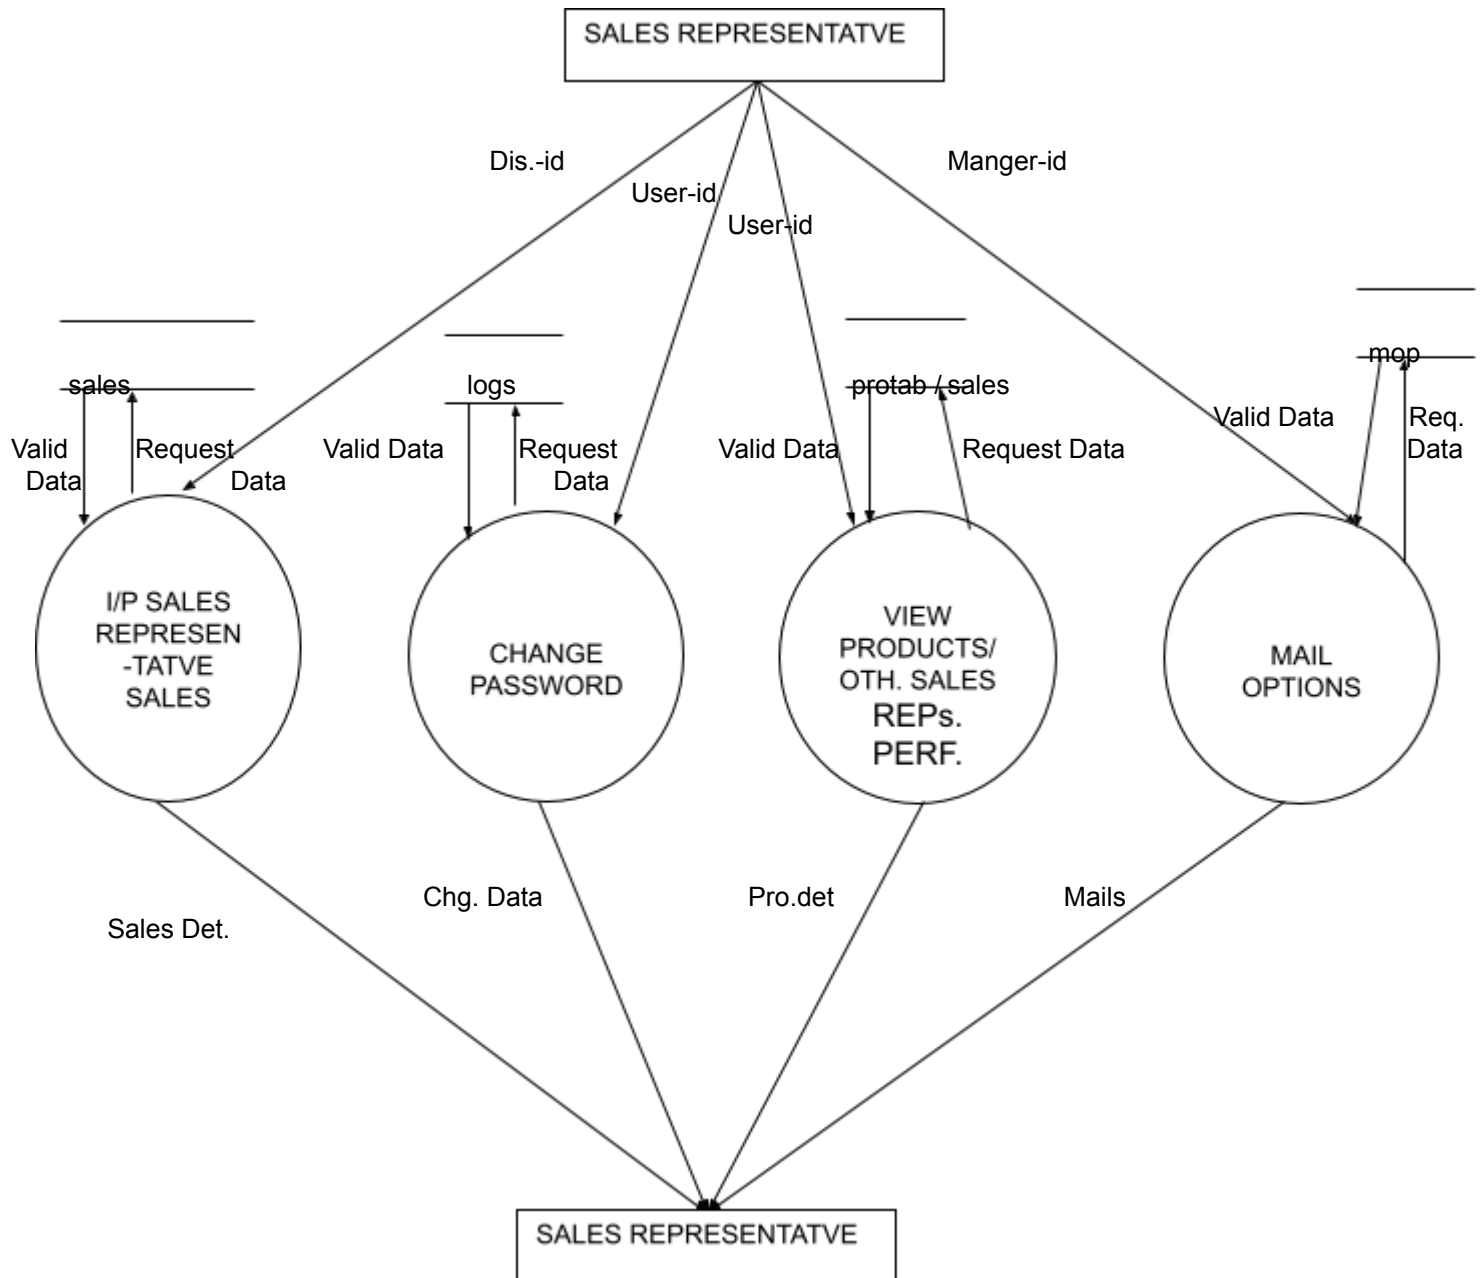 SALES REPRESENTATVE
Dis.-id
Manger-id
User-id
User-id
mop
sales
logs
protab / sales
Valid Data
Req.
Data
Valid
Data
Request
Data
Valid Data
Request
Data
Valid Data
Request Data
I/P SALES
REPRESEN
-TATVE
SALES
CHANGE
PASSWORD
VIEW
PRODUCTS/
OTH. SALES
REPs.
PERF.
MAIL
OPTIONS
Sales Det.
Chg. Data
Pro.det
Mails
SALES REPRESENTATVE